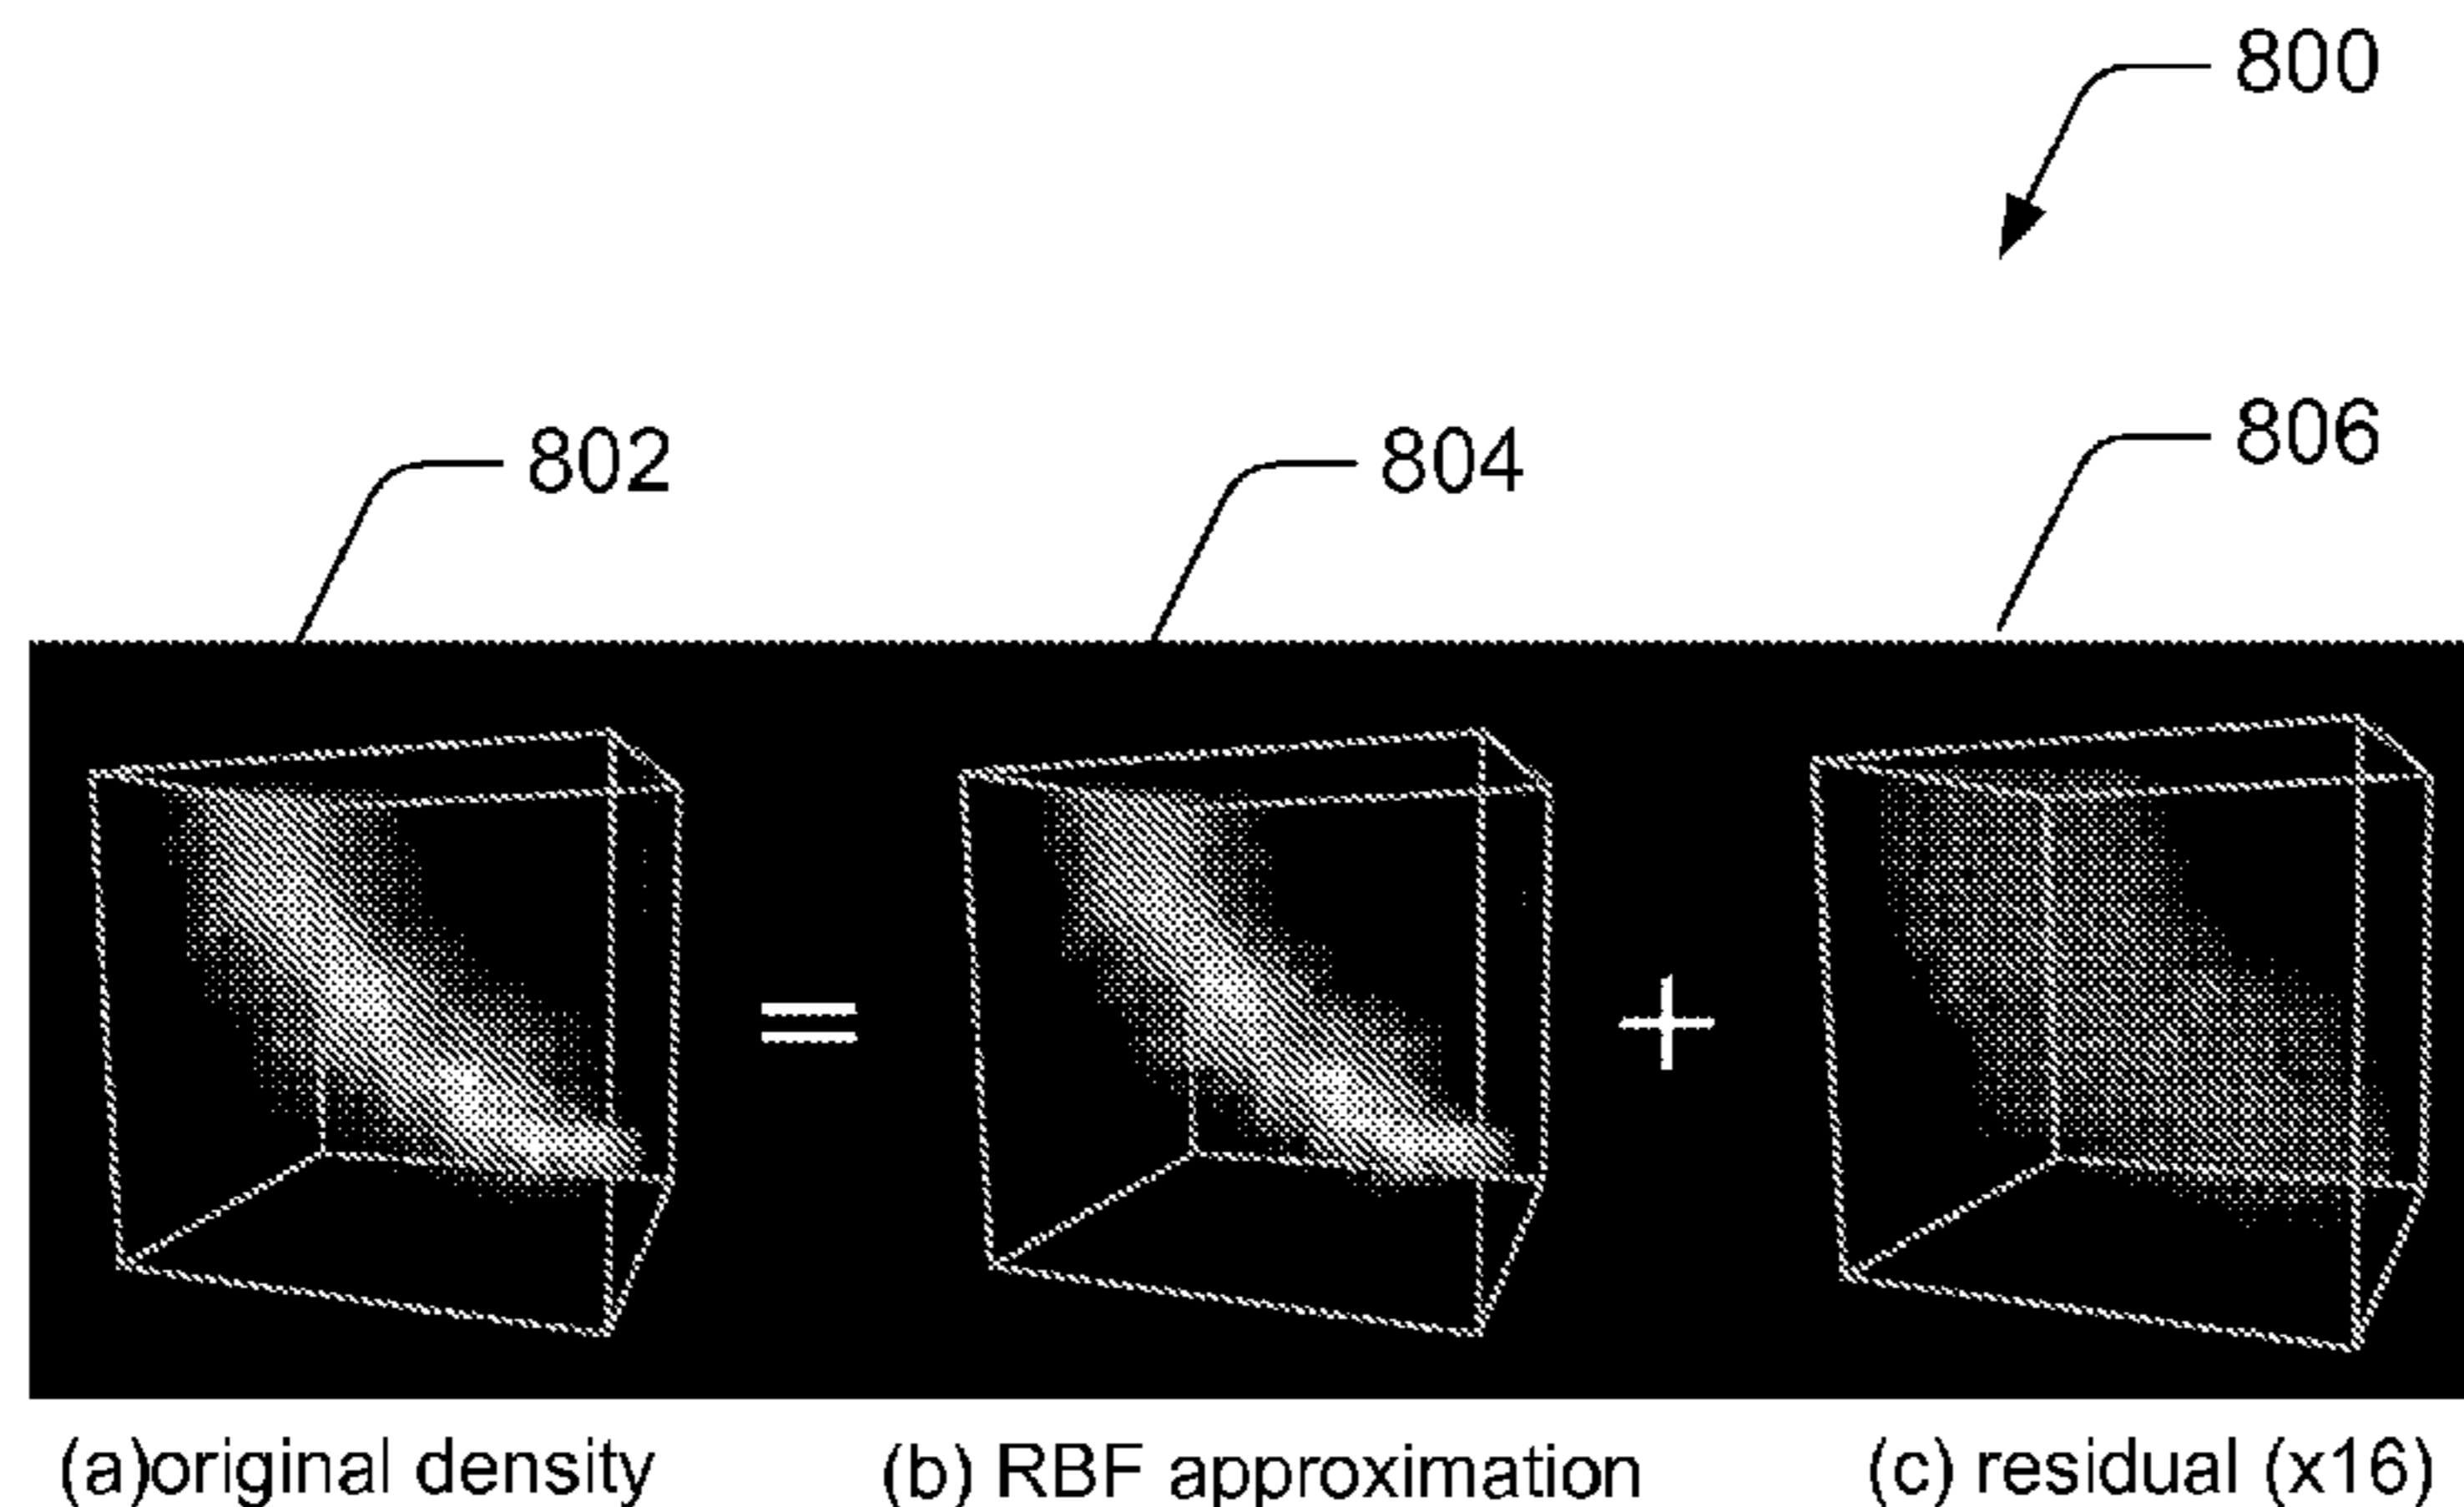 800
802
804
806
= +
(a)original density
(b) RBF approximation
(c) residual (x16)